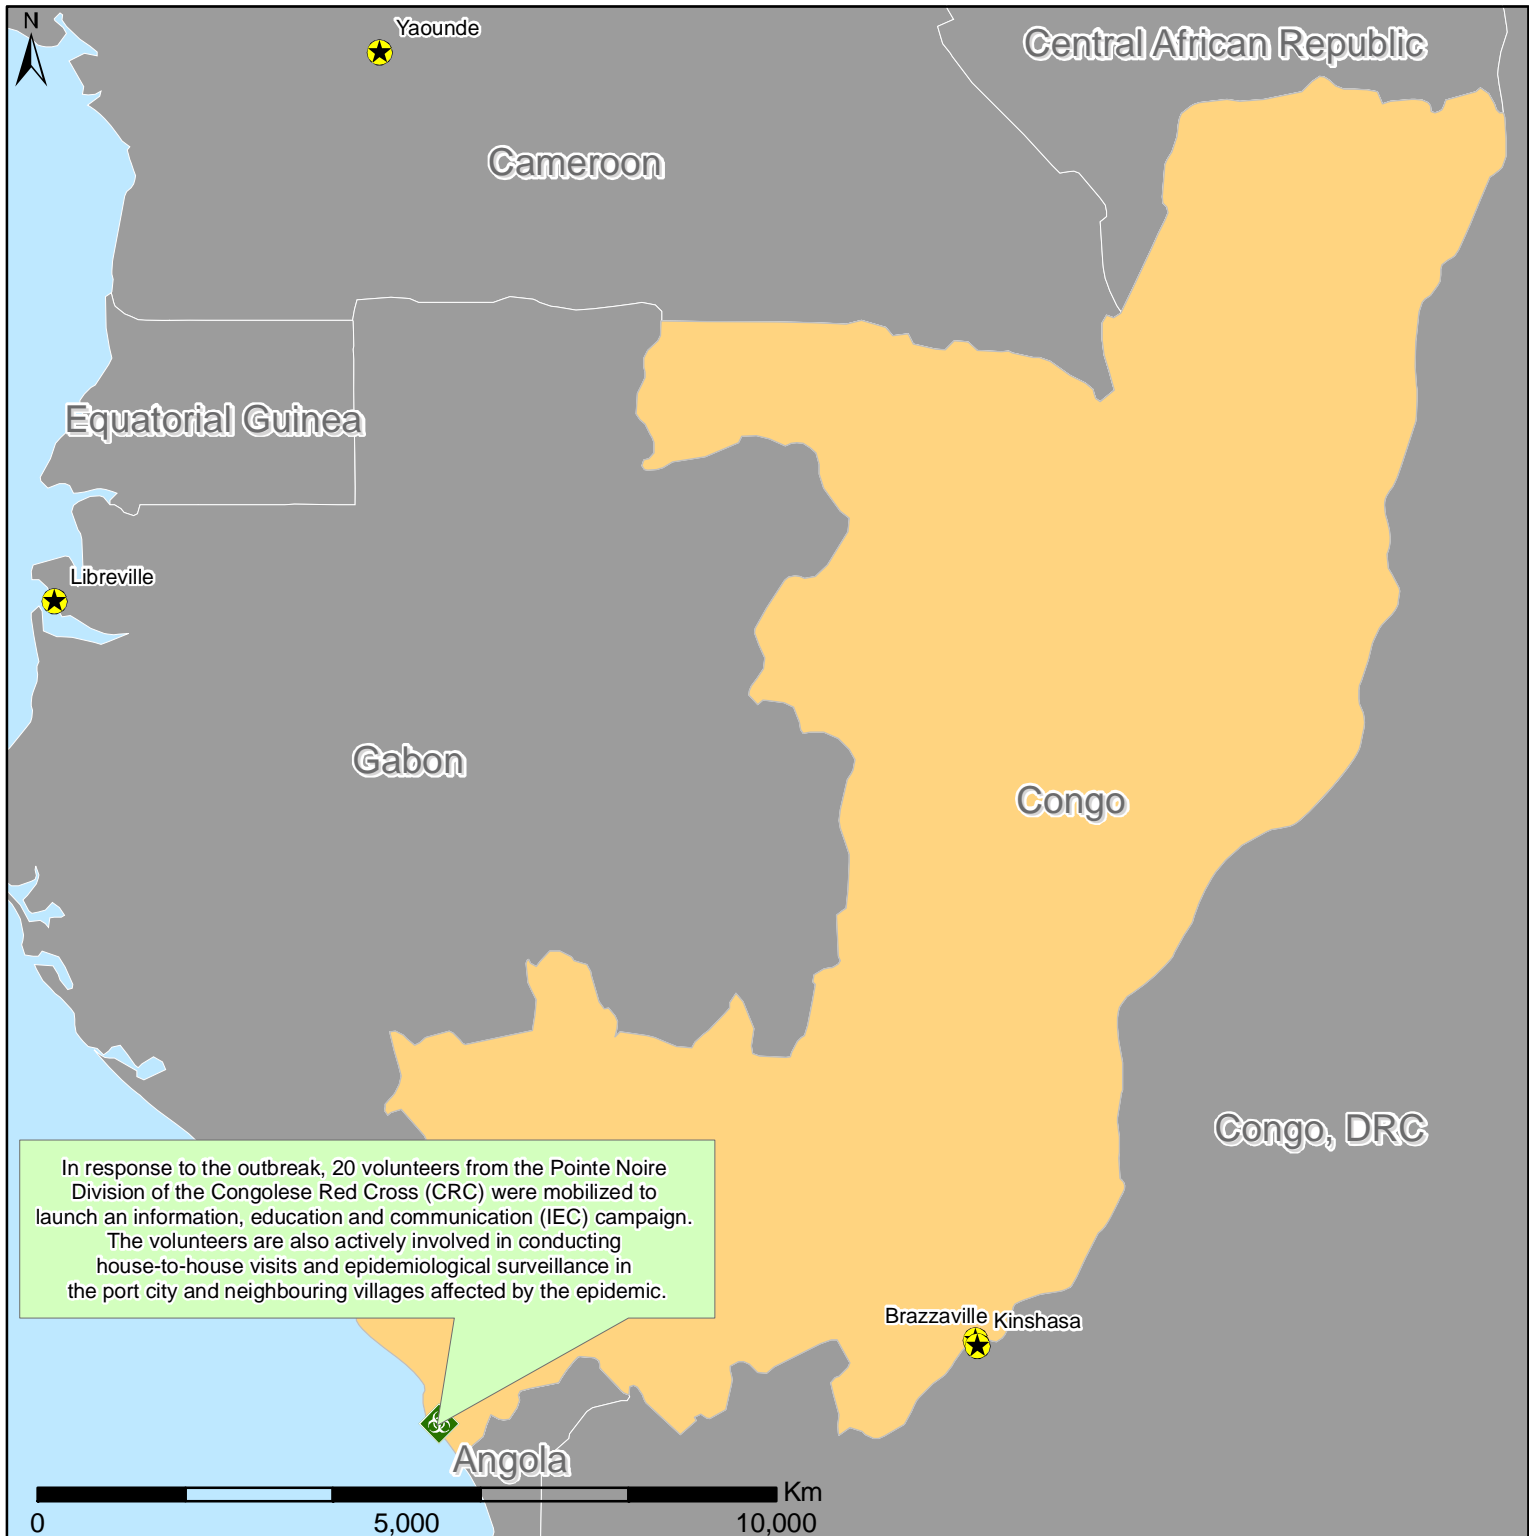 N
Yaounde
Central African Republic
Cameroon
Equatorial Guinea
Libreville
Gabon
Congo
Congo, DRC
In response to the outbreak, 20 volunteers from the Pointe Noire
Division of the Congolese Red Cross (CRC) were mobilized to
launch an information, education and communication (IEC) campaign.
The volunteers are also actively involved in conducting
house-to-house visits and epidemiological surveillance in
the port city and neighbouring villages affected by the epidemic.
Brazzaville
Kinshasa
Angola
Km
0 5,000 10,000